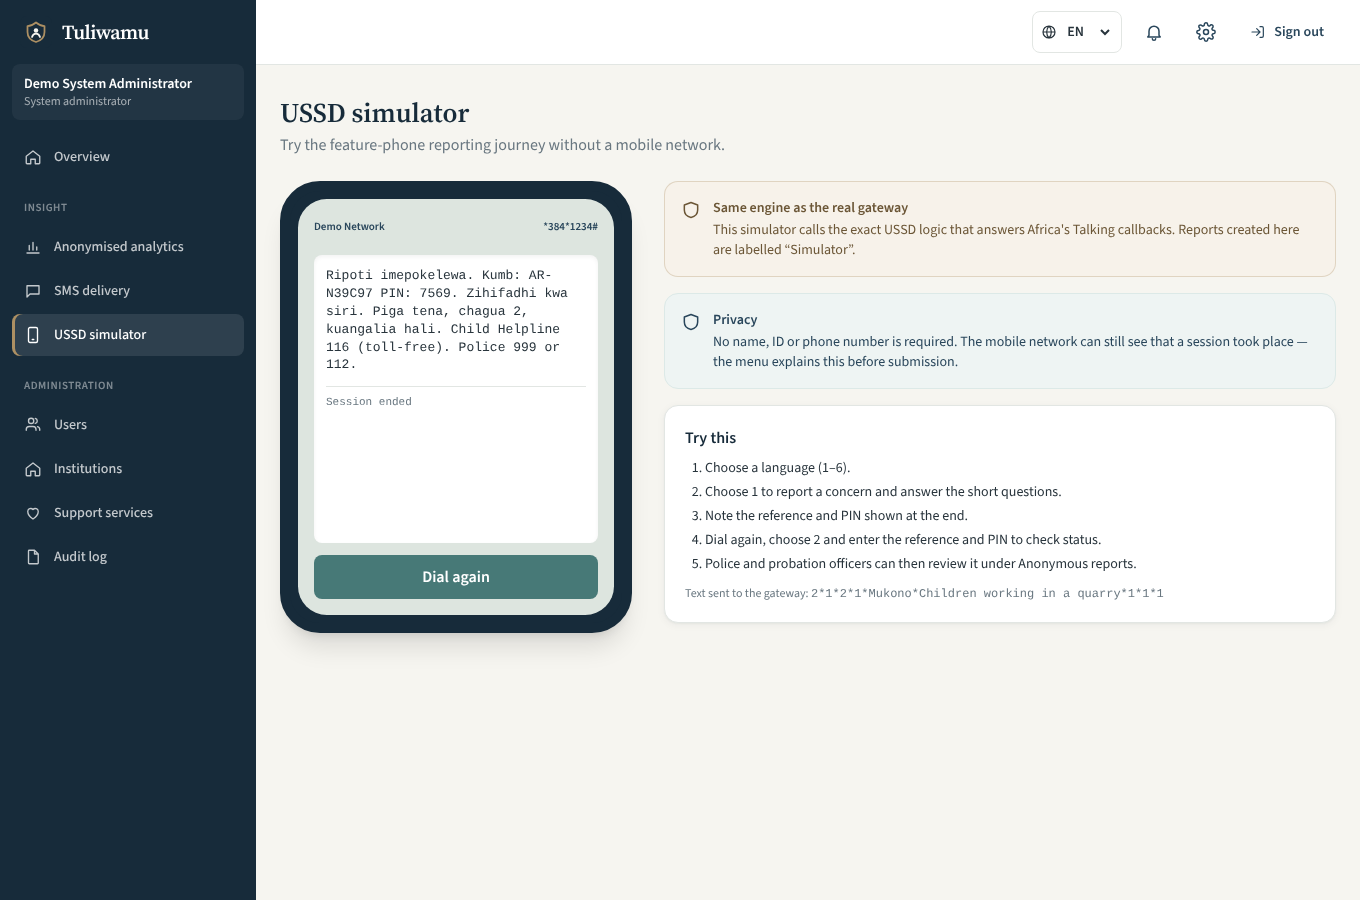 Tuliwamu
Demo System Administrator
System administrator
Overview
INSIGHT
Anonymised analytics
SMS delivery
USSD simulator
ADMINISTRATION
Users
Institutions
Support services
Audit log
EN
Sign out
USSD simulator
Try the feature-phone reporting journey without a mobile network.
Demo Network
*384*1234#
Ripoti imepokelewa. Kumb: AR-
N39C97 PIN: 7569. Zihifadhi kwa
siri. Piga tena, chagua 2,
kuangalia hali. Child Helpline
116 (toll-free). Police 999 or
112.
Session ended
Dial again
Same engine as the real gateway
This simulator calls the exact USSD logic that answers Africa's Talking callbacks. Reports created here
are labelled “Simulator”.
Privacy
No name, ID or phone number is required. The mobile network can still see that a session took place —
the menu explains this before submission.
Try this
1. Choose a language (1–6).
2. Choose 1 to report a concern and answer the short questions.
3. Note the reference and PIN shown at the end.
4. Dial again, choose 2 and enter the reference and PIN to check status.
5. Police and probation officers can then review it under Anonymous reports.
Text sent to the gateway: 2*1*2*1*Mukono*Children working in a quarry*1*1*1